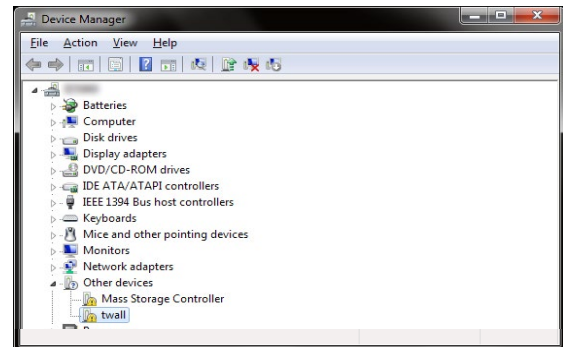 Device Manager
File Action View Help
Batteries
Computer
Disk drives
Display adapters
DVD/CD-ROM drives
IDE ATA/ATAPI controllers
IEEE 1394 Bus host controllers
Keyboards
Mice and other pointing devices
Monitors
Network adapters
Other devices
Mass Storage Controller
twall